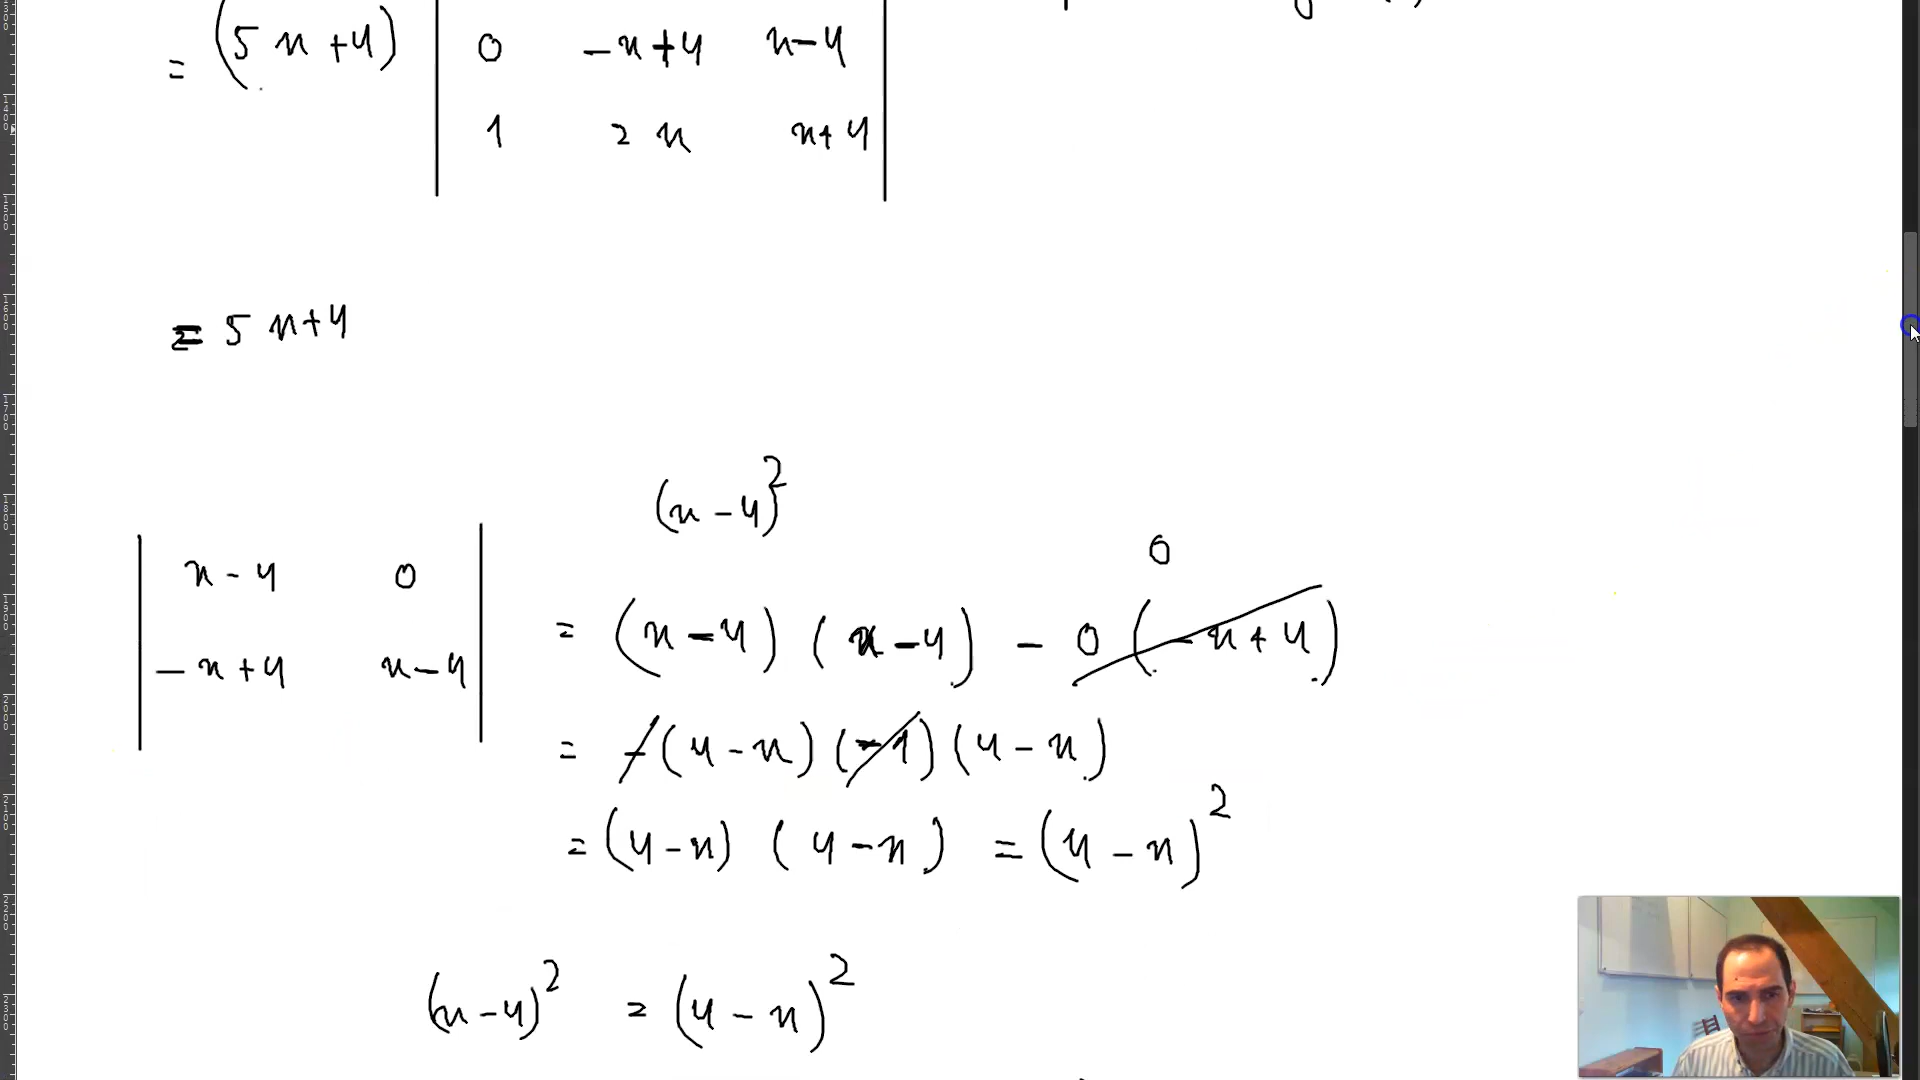 = (5x+4) | 0 -x+4 x-4
1 2x x+4 |
= 5x+4
(x-4)²
0
| x-4 0
-x+4 x-4 | = (x-4)(x-4) - 0(-x+4)
= -(4-x)(-1)(4-x)
= (4-x)(4-x) = (4-x)²
(x-4)² = (4-x)²